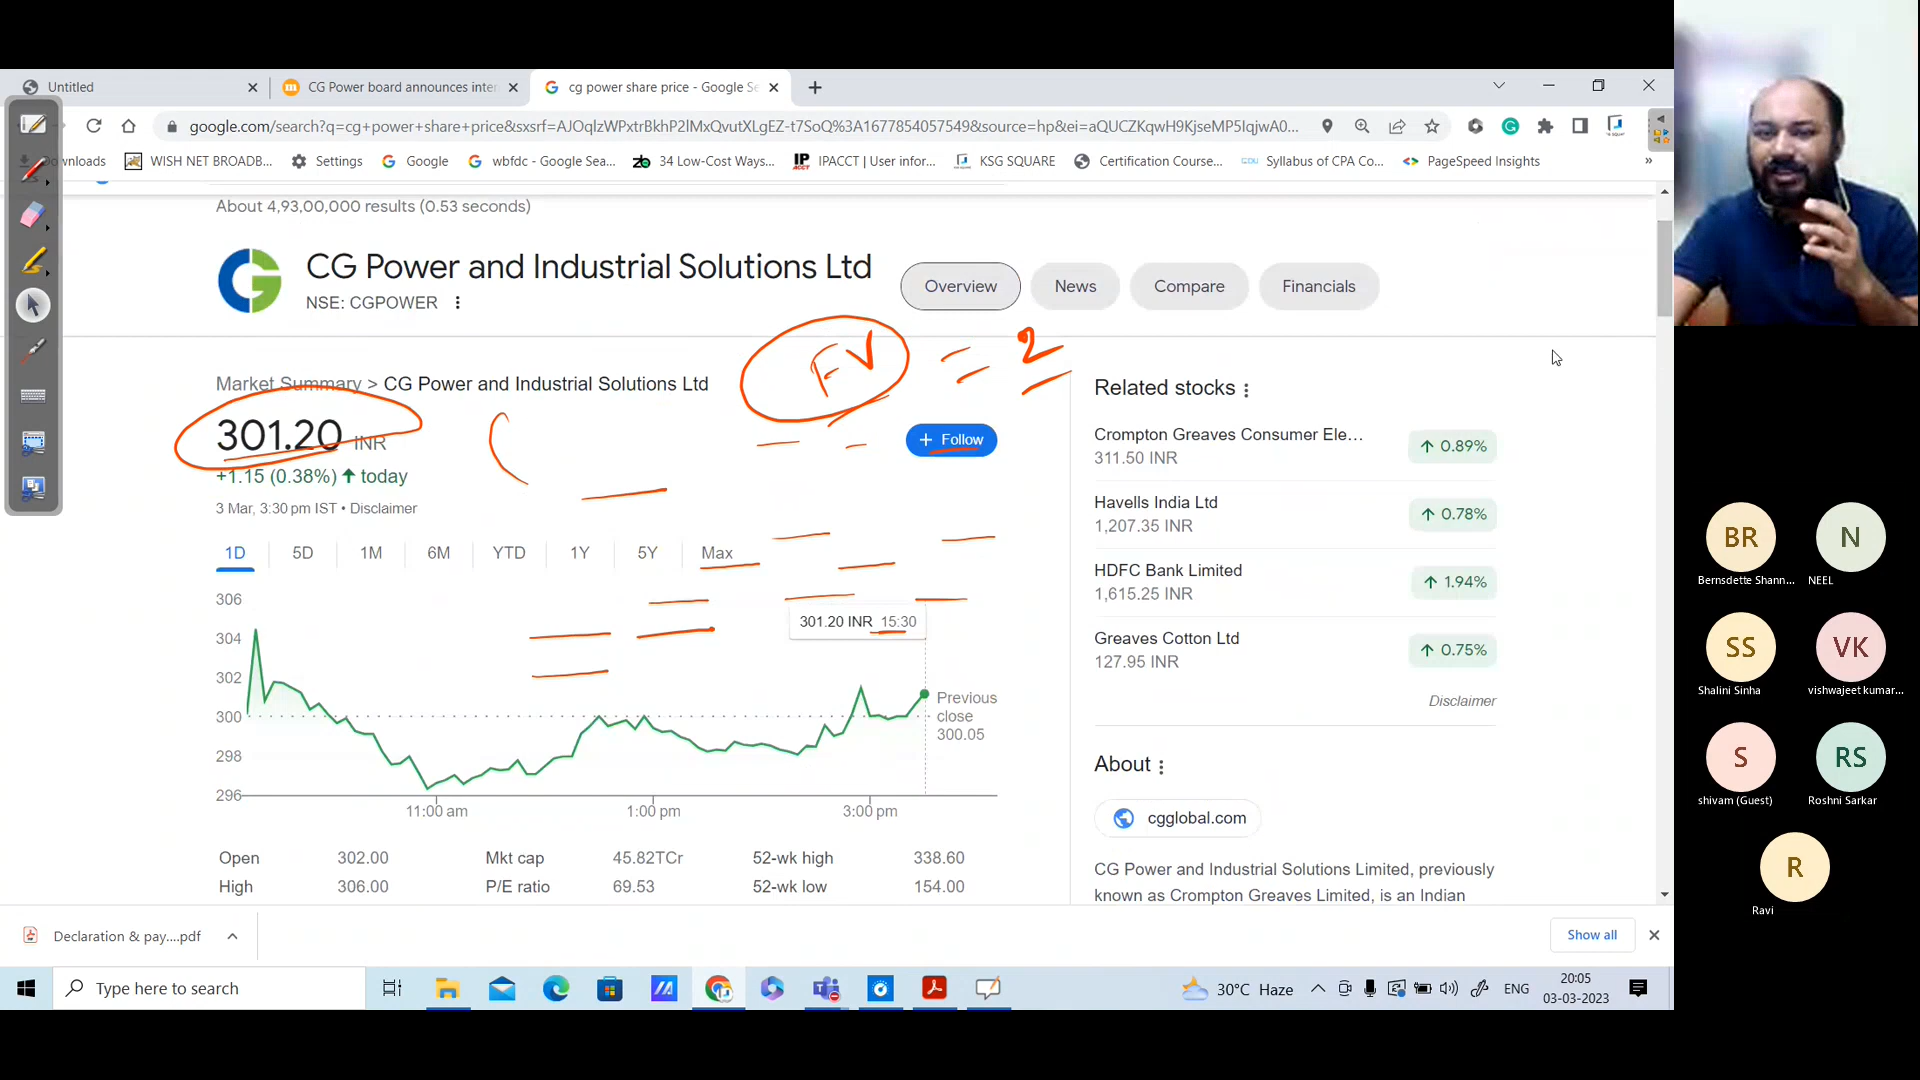 Untitled
CG Power board announces inter
cg power share price - Google Se
google.com/search?q=cg+power+share+price&sxsrf=AJOqlzWPxtrBkhP2lMxQvutXLgEZ-t7SoQ%3A1677854057549&source=hp&ei=aQUCZKqwH9KjseMP5IqjwA0...
ownloads
WISH NET BROADB...
Settings
Google
wbfdc - Google Sea...
34 Low-Cost Ways...
IPACCT | User infor...
KSG SQUARE
Certification Course...
Syllabus of CPA Co...
PageSpeed Insights
»
About 4,93,00,000 results (0.53 seconds)
CG Power and Industrial Solutions Ltd
NSE: CGPOWER
Overview
News
Compare
Financials
FV = 2
Market Summary > CG Power and Industrial Solutions Ltd
301.20 INR
+1.15 (0.38%) ↑ today
3 Mar, 3:30 pm IST • Disclaimer
+ Follow
1D 5D 1M 6M YTD 1Y 5Y Max
306
304
302
300
298
296
301.20 INR 15:30
Previous
close
300.05
11:00 am 1:00 pm 3:00 pm
Open 302.00 Mkt cap 45.82TCr 52-wk high 338.60
High 306.00 P/E ratio 69.53 52-wk low 154.00
Related stocks
Crompton Greaves Consumer Ele...
311.50 INR
↑ 0.89%
Havells India Ltd
1,207.35 INR
↑ 0.78%
HDFC Bank Limited
1,615.25 INR
↑ 1.94%
Greaves Cotton Ltd
127.95 INR
↑ 0.75%
Disclaimer
About
cgglobal.com
CG Power and Industrial Solutions Limited, previously
known as Crompton Greaves Limited, is an Indian
Declaration & pay....pdf
Show all
Type here to search
30°C Haze
ENG
20:05
03-03-2023
BR
Bernsdette Shann...
N
NEEL
SS
Shalini Sinha
VK
vishwajeet kumar...
S
shivam (Guest)
RS
Roshni Sarkar
R
Ravi